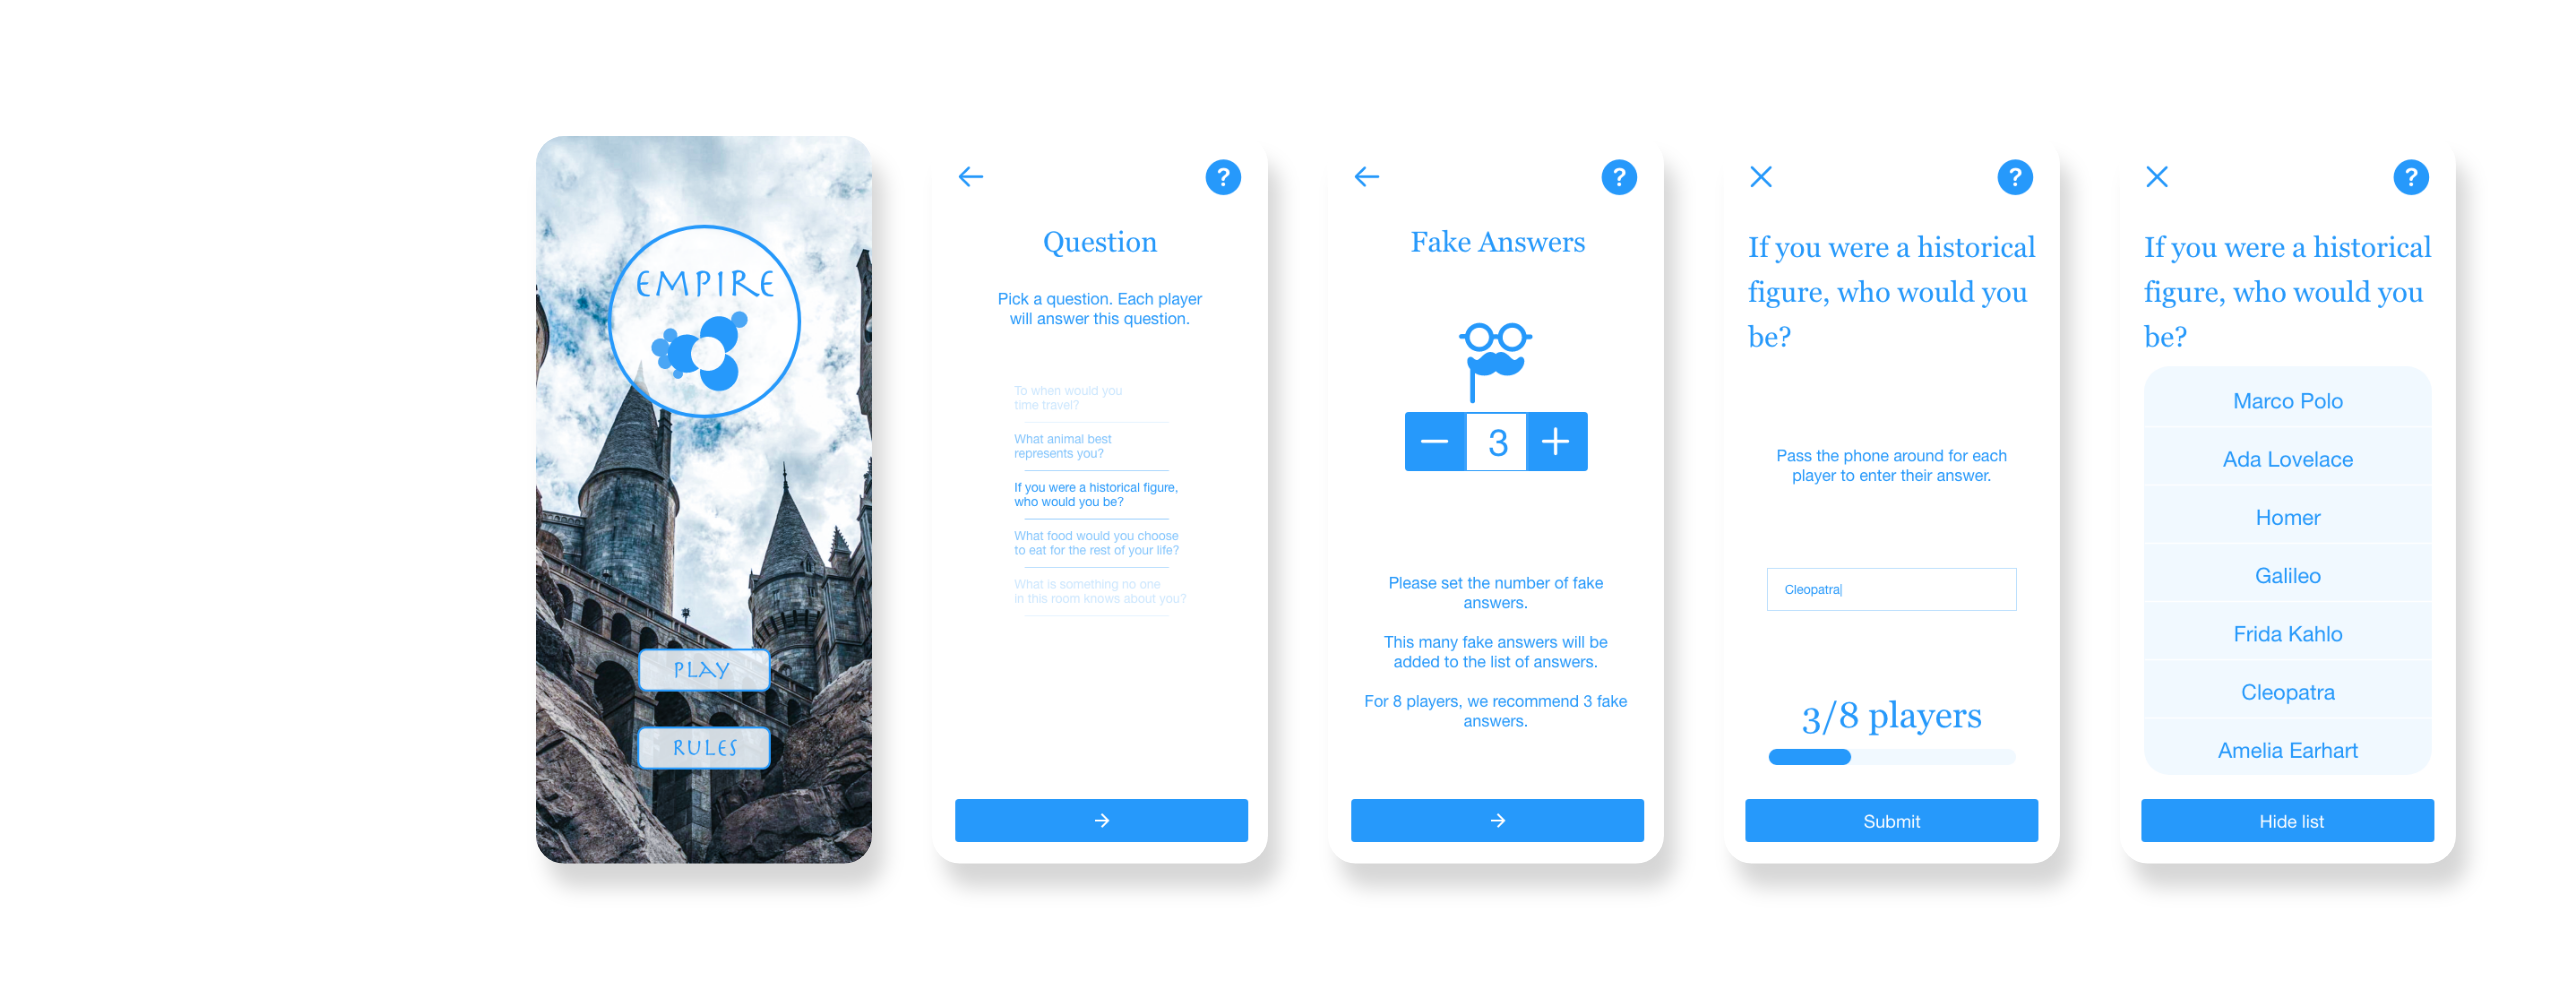 EMPIRE
PLAY
RULES
?
Question
Pick a question. Each player
will answer this question.
To when would you
time travel?
What animal best
represents you?
If you were a historical figure,
who would you be?
What food would you choose
to eat for the rest of your life?
What is something no one
in this room knows about you?
?
Fake Answers
3
Please set the number of fake
answers.
This many fake answers will be
added to the list of answers.
For 8 players, we recommend 3 fake
answers.
?
If you were a historical
figure, who would you
be?
Pass the phone around for each
player to enter their answer.
Cleopatra
3/8 players
Submit
?
If you were a historical
figure, who would you
be?
Marco Polo
Ada Lovelace
Homer
Galileo
Frida Kahlo
Cleopatra
Amelia Earhart
Hide list